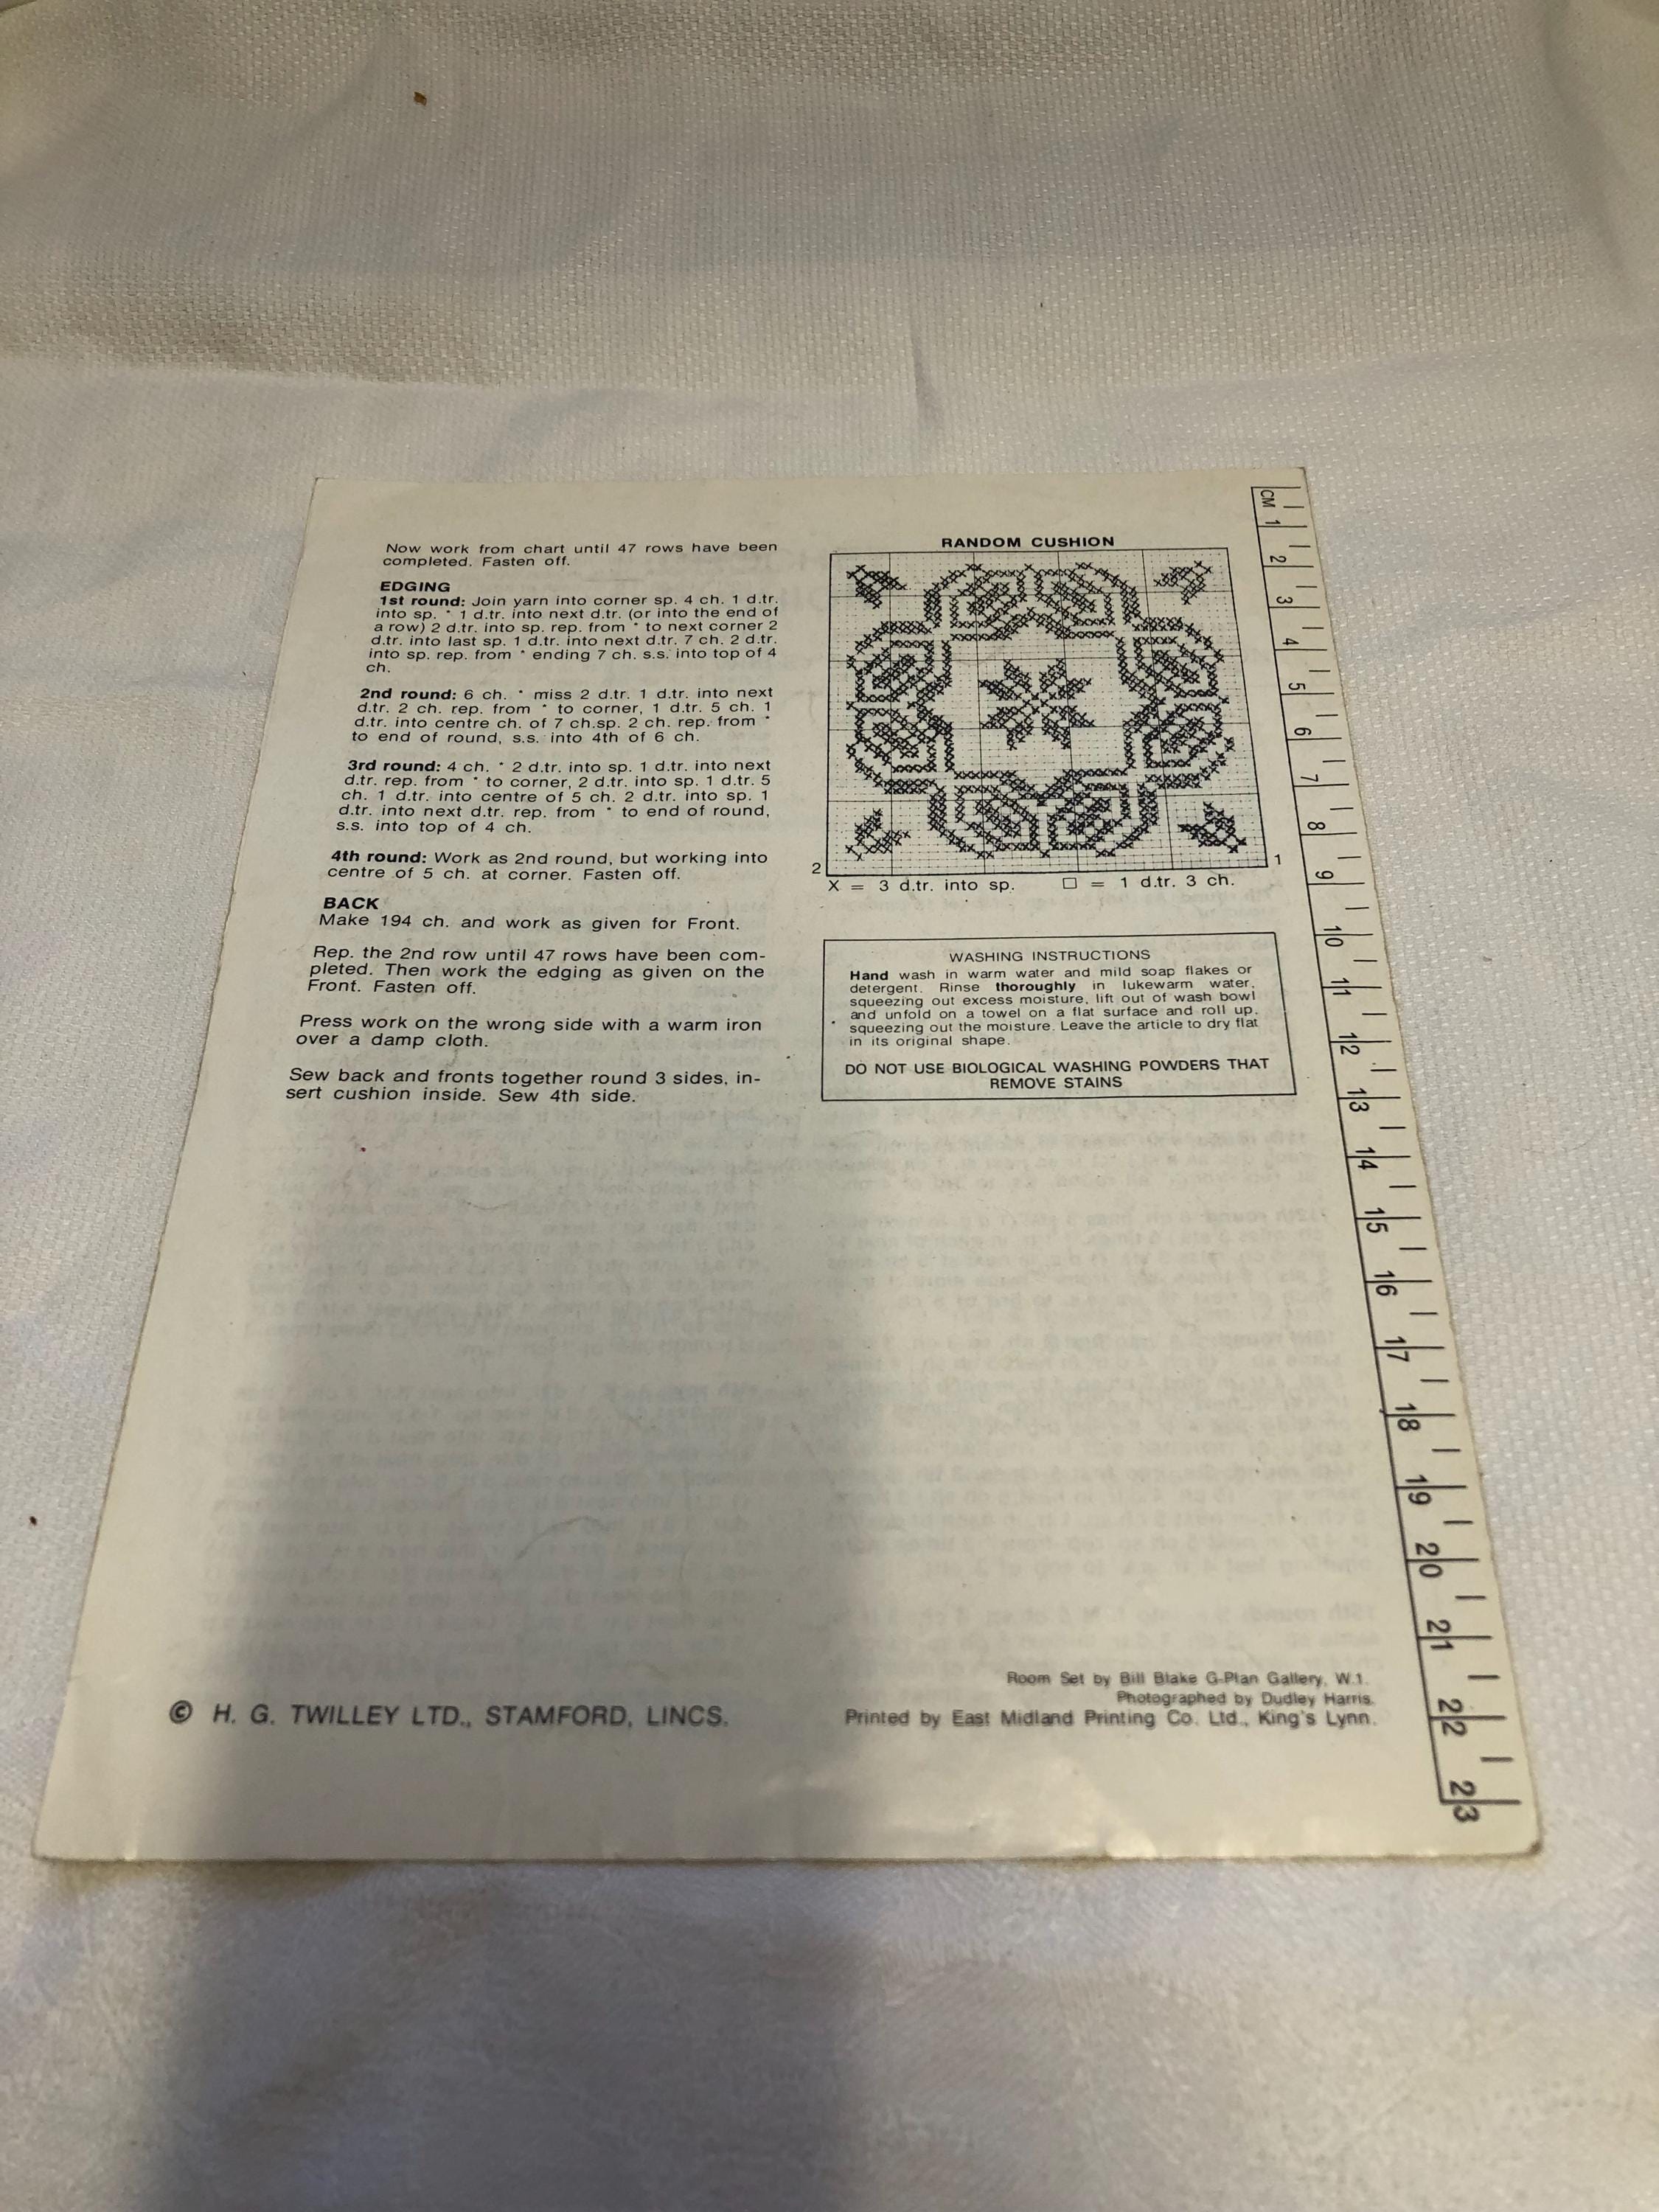 Now work from chart until 47 rows have been
completed. Fasten off.
EDGING
1st round: Join yarn into corner sp. 4 ch. 1 d.tr.
into sp. * 1 d.tr. into next d.tr. (or into the end of
a row) 2 d.tr. into sp. rep. from * to next corner 2
d.tr. into last sp. 1 d.tr. into next d.tr. 7 ch. 2 d.tr.
into sp. rep. from * ending 7 ch. s.s. into top of 4
ch.
2nd round: 6 ch. * miss 2 d.tr. 1 d.tr. into next
d.tr. 2 ch. rep. from * to corner, 1 d.tr. 5 ch. 1
d.tr. into centre ch. of 7 ch.sp. 2 ch. rep. from *
to end of round, s.s. into 4th of 6 ch.
3rd round: 4 ch. * 2 d.tr. into sp. 1 d.tr. into next
d.tr. rep. from * to corner, 2 d.tr. into sp. 1 d.tr. 5
ch. 1 d.tr. into centre of 5 ch. 2 d.tr. into sp. 1
d.tr. into next d.tr. rep. from * to end of round,
s.s. into top of 4 ch.
4th round: Work as 2nd round, but working into
centre of 5 ch. at corner. Fasten off.
BACK
Make 194 ch. and work as given for Front.
Rep. the 2nd row until 47 rows have been com-
pleted. Then work the edging as given on the
Front. Fasten off.
Press work on the wrong side with a warm iron
over a damp cloth.
Sew back and fronts together round 3 sides, in-
sert cushion inside. Sew 4th side.
RANDOM CUSHION
2
1
X = 3 d.tr. into sp. □ = 1 d.tr. 3 ch.
WASHING INSTRUCTIONS
Hand wash in warm water and mild soap flakes or
detergent. Rinse thoroughly in lukewarm water,
squeezing out excess moisture, lift out of wash bowl
and unfold on a towel on a flat surface and roll up,
squeezing out the moisture. Leave the article to dry flat
in its original shape.
DO NOT USE BIOLOGICAL WASHING POWDERS THAT
REMOVE STAINS
© H. G. TWILLEY LTD., STAMFORD, LINCS.
Room Set by Bill Blake G-Plan Gallery, W.1.
Photographed by Dudley Harris.
Printed by East Midland Printing Co. Ltd., King's Lynn.
CM 1
2
3
4
5
6
7
8
9
10
11
12
13
14
15
16
17
18
19
20
21
22
23